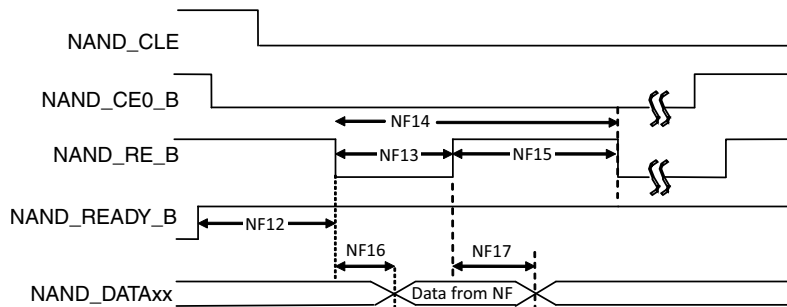 NAND_CLE
NAND_CE0_B
NF14
NAND_RE_B
NF13
NF15
NAND_READY_B
NF12
NF16
NF17
NAND_DATAxx
Data from NF